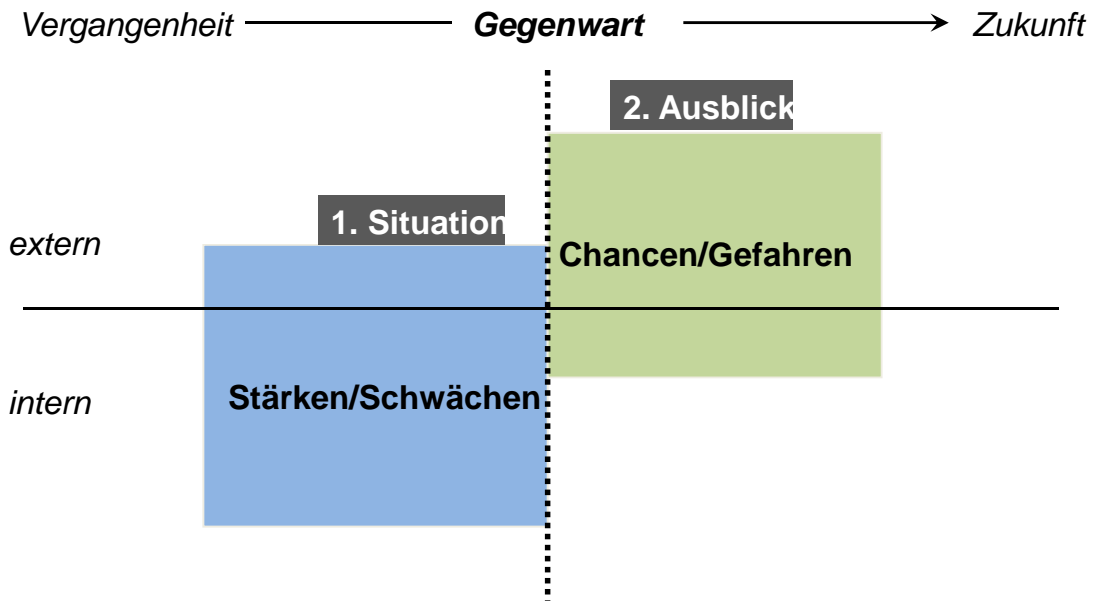 Vergangenheit Gegenwart Zukunft
2. Ausblick
1. Situation
extern
Chancen/Gefahren
intern
Stärken/Schwächen